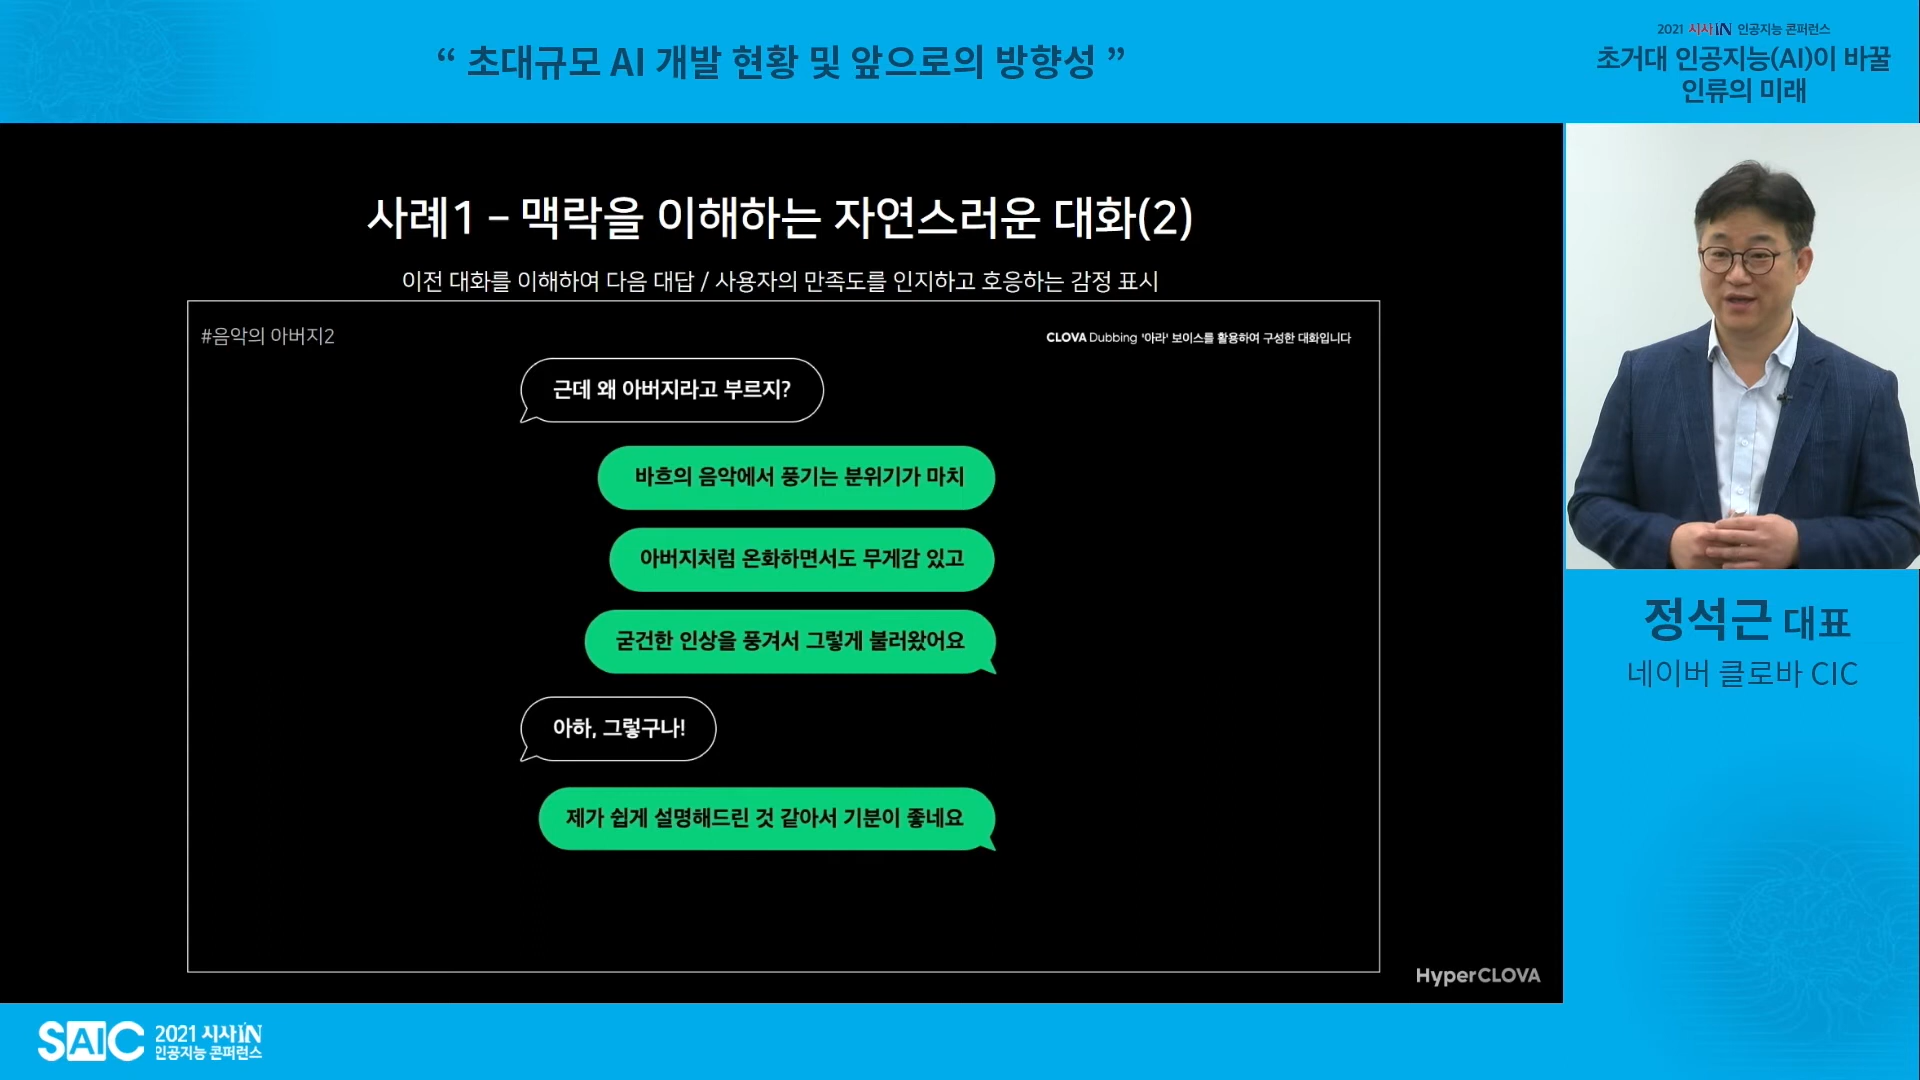 “ 초대규모 AI 개발 현황 및 앞으로의 방향성 ”
2021 시사IN 인공지능 콘퍼런스
초거대 인공지능(AI)이 바꿀
인류의 미래
사례1 – 맥락을 이해하는 자연스러운 대화(2)
이전 대화를 이해하여 다음 대답 / 사용자의 만족도를 인지하고 호응하는 감정 표시
#음악의 아버지2
CLOVA Dubbing '아라' 보이스를 활용하여 구성한 대화입니다
근데 왜 아버지라고 부르지?
바흐의 음악에서 풍기는 분위기가 마치
아버지처럼 온화하면서도 무게감 있고
굳건한 인상을 풍겨서 그렇게 불러왔어요
아하, 그렇구나!
제가 쉽게 설명해드린 것 같아서 기분이 좋네요
HyperCLOVA
정석근 대표
네이버 클로바 CIC
SAIC 2021 시사IN
인공지능 콘퍼런스